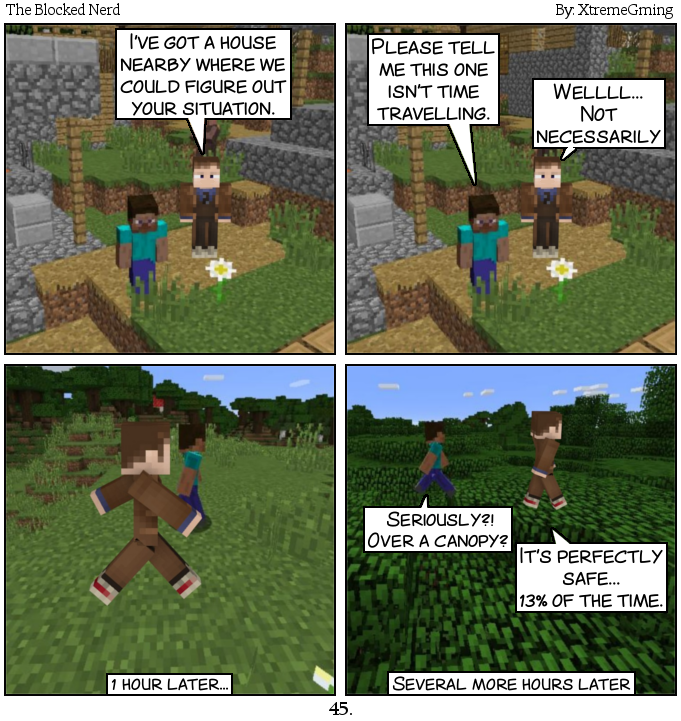 The Blocked Nerd
By: XtremeGming
I'VE GOT A HOUSE
NEARBY WHERE WE
COULD FIGURE OUT
YOUR SITUATION.
PLEASE TELL
ME THIS ONE
ISN'T TIME
TRAVELLING.
WELLLL...
NOT
NECESSARILY
1 HOUR LATER...
SERIOUSLY?!
OVER A CANOPY?
IT'S PERFECTLY
SAFE...
13% OF THE TIME.
SEVERAL MORE HOURS LATER
45.